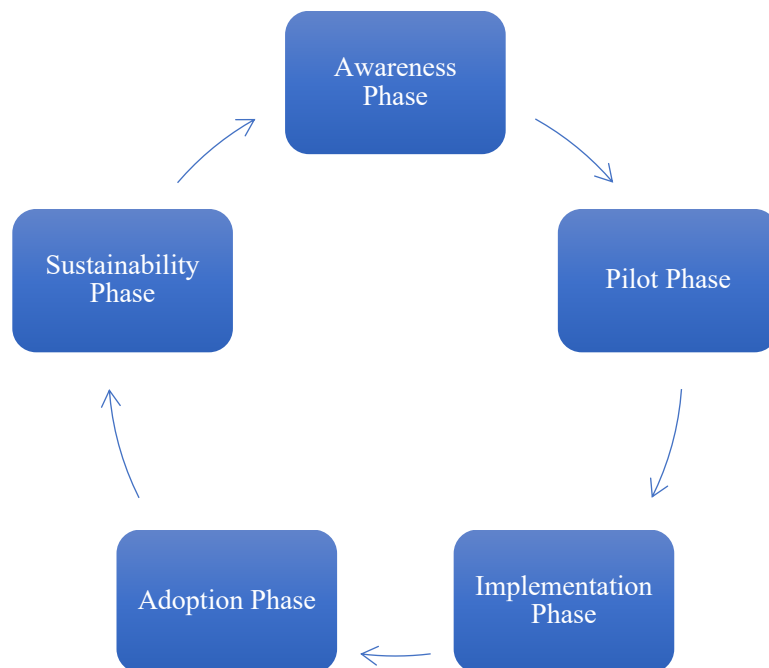 Awareness
Phase
Pilot Phase
Implementation
Phase
Adoption Phase
Sustainability
Phase